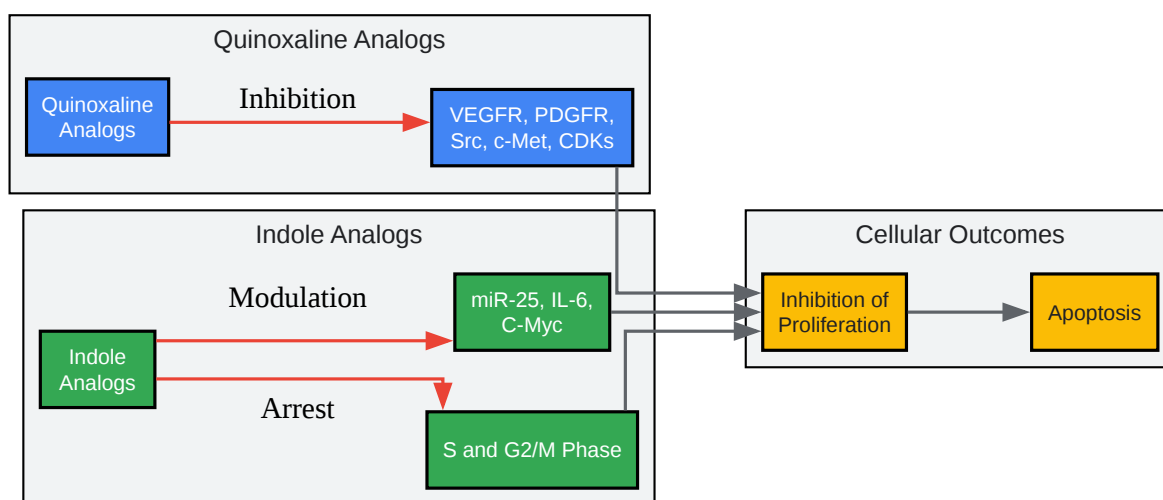 Quinoxaline Analogs
Quinoxaline
Analogs
Inhibition
VEGFR, PDGFR,
Src, c-Met, CDKs
Indole Analogs
Indole
Analogs
Modulation
miR-25, IL-6,
C-Myc
Arrest
S and G2/M Phase
Cellular Outcomes
Inhibition of
Proliferation
Apoptosis